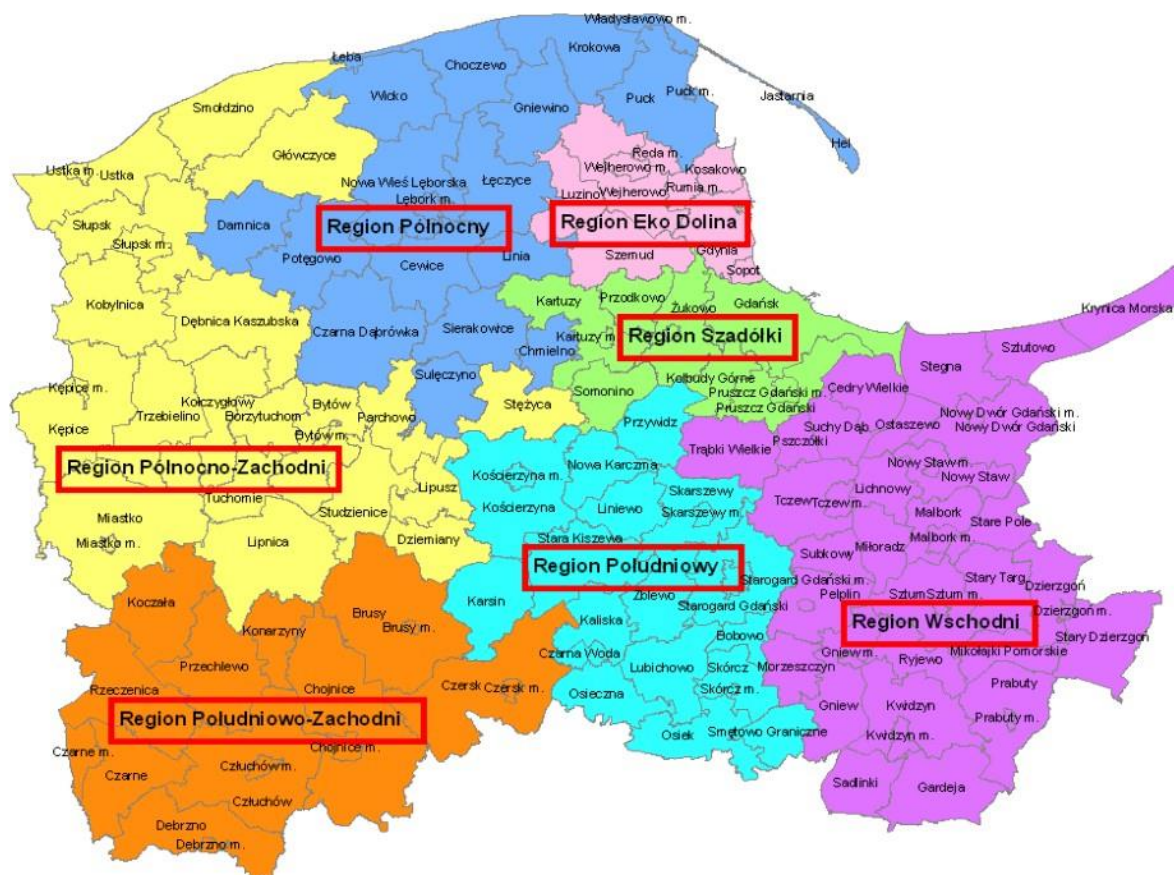 Władysławowo m.
Krokowa
Łeba
Choczewo
Wicko
Puck
Puck m.
Jastarnia
Gniewino
Smołdzino
Hel
Główczyce
Reda m.
Wejherowo m.
Kosakowo
Ustka m.
Ustka
Nowa Wieś Lęborska
Łęczyce
Luzino
Wejherowo
Rumia m.
Lębork m.
Słupsk
Damnica
Region Północny
Region Eko Dolina
Słupsk m.
Potęgowo
Cewice
Linia
Szemud
Gdynia
Sopot
Kobylnica
Kartuzy
Przodkowo
Żukowo
Gdańsk
Krynica Morska
Dębnica Kaszubska
Czarna Dąbrówka
Sierakowice
Chmielno
Kartuzy m.
Region Szadółki
Sztutowo
Stegna
Kępice m.
Sulęczyno
Somonino
Kolbudy Górne
Pruszcz Gdański m.
Pruszcz Gdański
Cedry Wielkie
Kołczygłowy
Trzebielino
Borzytuchom
Bytów
Parchowo
Stężyca
Nowy Dwór Gdański m.
Nowy Dwór Gdański
Kępice
Bytów m.
Przywidz
Suchy Dąb.
Ostaszewo
Pszczółki
Trąbki Wielkie
Region Północno-Zachodni
Lipusz
Kościerzyna m.
Nowa Karczma
Nowy Staw m.
Nowy Staw
Tuchomie
Studzienice
Kościerzyna
Skarszewy
Liniewo
Skarszewy m.
Tczew
Tczew m.
Lichnowy
Malbork
Miastko
Stare Pole
Miastko m.
Lipnica
Dziemiany
Stara Kiszewa
Malbork m.
Subkowy
Miłoradz
Region Południowy
Starogard Gdański m.
Stary Targ
Dzierzgoń
Koczała
Karsin
Zblewo
Pelplin
Sztum
Sztum m.
Brusy
Starogard Gdański
Dzierzgoń m.
Konarzyny
Brusy m.
Kaliska
Region Wschodni
Bobowo
Stary Dzierzgoń
Czarna Woda
Gniew m.
Ryjewo
Mikołajki Pomorskie
Przechlewo
Lubichowo
Skórcz
Morzeszczyn
Rzeczenica
Chojnice
Czersk
Czersk m.
Osieczna
Skórcz m.
Prabuty
Region Południowo-Zachodni
Gniew
Kwidzyn
Prabuty m.
Osiek
Smętowo Graniczne
Kwidzyn m.
Czarne m.
Chojnice m.
Czarne
Człuchów m.
Sadlinki
Gardeja
Człuchów
Debrzno
Debrzno m.